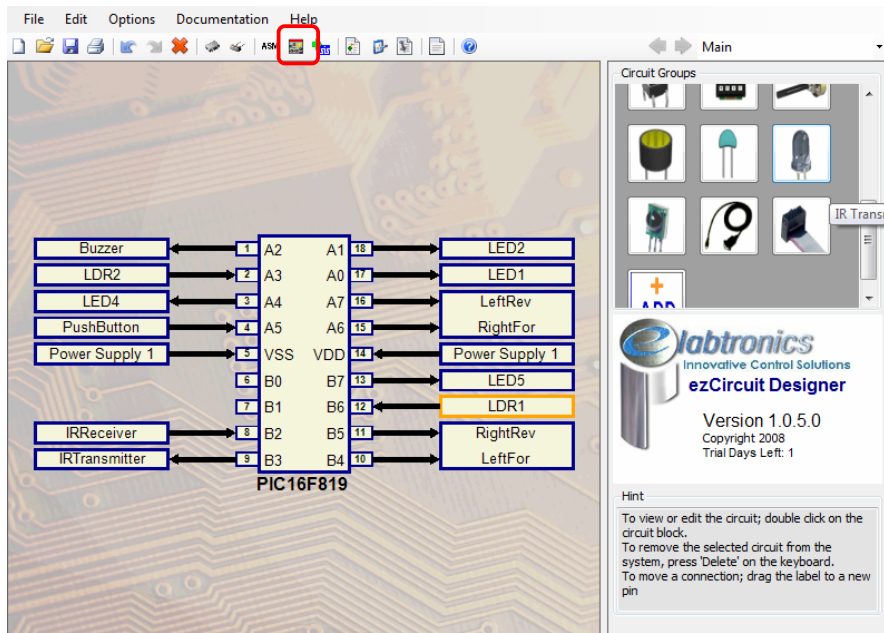 File Edit Options Documentation Help
ASM
Main
Circuit Groups
IR Transm
ADD
Buzzer 1 A2 A1 18 LED2
LDR2 2 A3 A0 17 LED1
LED4 3 A4 A7 16 LeftRev
PushButton 4 A5 A6 15 RightFor
Power Supply 1 5 VSS VDD 14 Power Supply 1
6 B0 B7 13 LED5
7 B1 B6 12 LDR1
IRReceiver 8 B2 B5 11 RightRev
IRTransmitter 9 B3 B4 10 LeftFor
PIC16F819
elabtronics
Innovative Control Solutions
ezCircuit Designer
Version 1.0.5.0
Copyright 2008
Trial Days Left: 1
Hint
To view or edit the circuit; double click on the
circuit block.
To remove the selected circuit from the
system, press 'Delete' on the keyboard.
To move a connection; drag the label to a new
pin